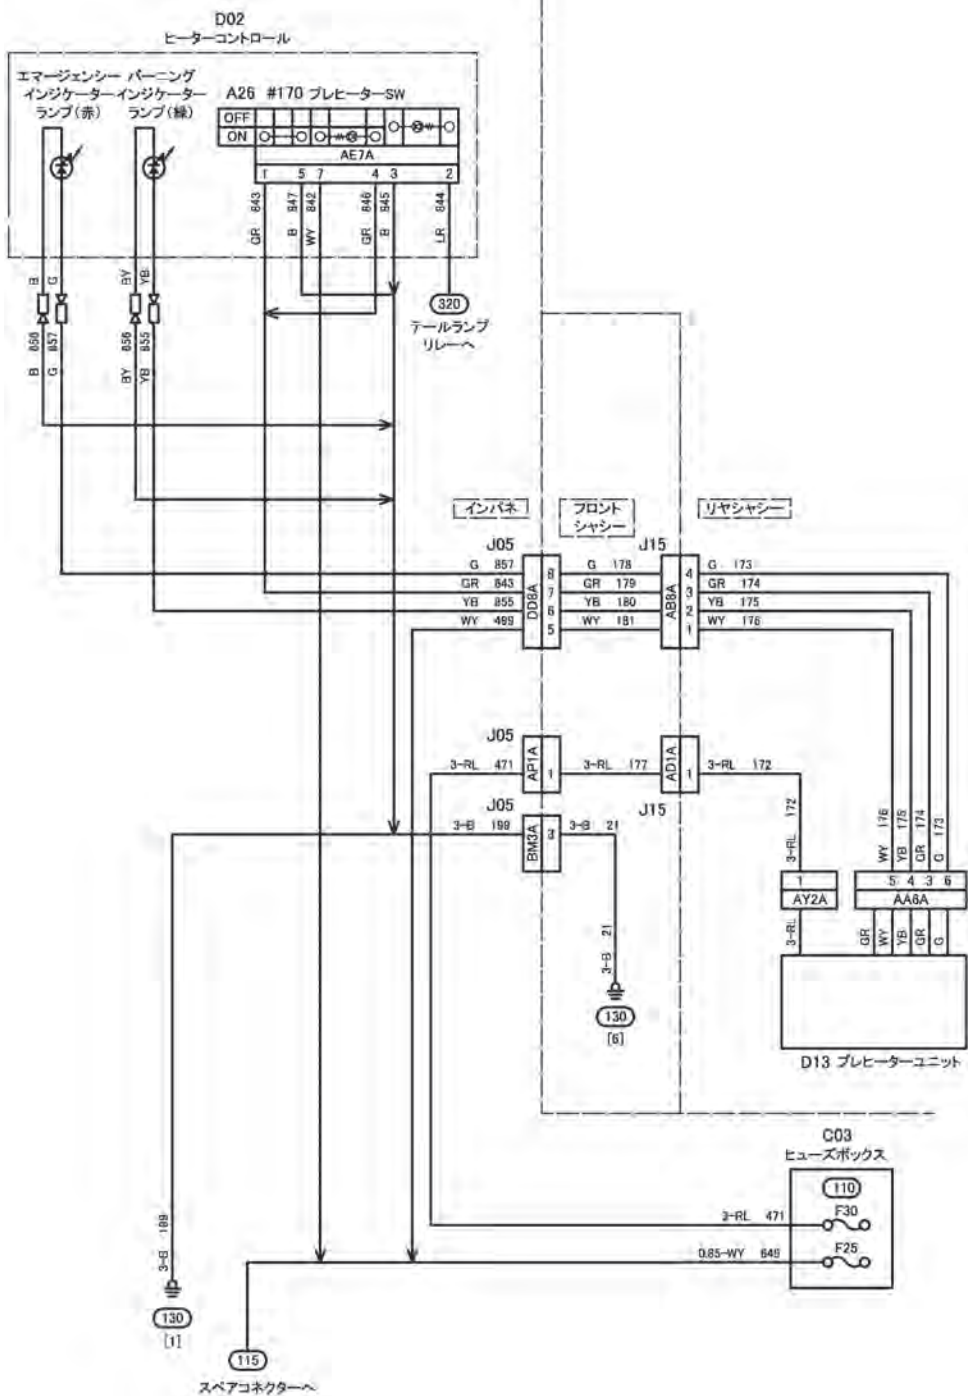 D02
ヒーターコントロール
エマージェンシー バーニング
インジケーター インジケーター
ランプ(赤) ランプ(緑)
A26 #170 プレヒーターSW
OFF
ON
AE7A
1 5 7 4 3 2
GR 843
B 847
WY 842
GR 846
B 845
LR 844
B G BY YB
320
テールランプ
リレーへ
G 857
BY 856
YB 855
インパネ
フロント
シャシー
リヤシャシー
J05
J15
G 857 8 G 178 4 G 173
GR 843 7 GR 179 3 GR 174
YB 855 6 YB 180 2 YB 175
WY 499 5 WY 181 1 WY 176
DD8A
AB8A
J05
3-RL 471 AP1A 1 3-RL 177 AD1A 1 3-RL 172
J05
J15
3-B 199 BM3A 3 3-B 21
3-RL 172
WY 176
YB 175
GR 174
G 173
1
AY2A
5 4 3 6
AA6A
3-RL
GR WY YB GR G
3-B 21
130
[6]
D13 プレヒーターユニット
C03
ヒューズボックス
110
3-RL 471 F30
0.85-WY 649 F25
3-B 199
130
[1]
115
スペアコネクターへ